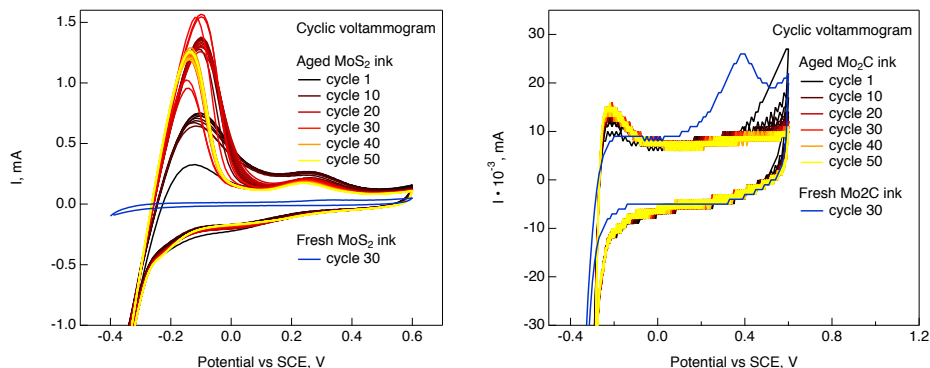 Cyclic voltammogram
Aged MoS2 ink
cycle 1
cycle 10
cycle 20
cycle 30
cycle 40
cycle 50
Fresh MoS2 ink
cycle 30
1.5
1.0
0.5
0.0
-0.5
-1.0
I, mA
-0.4 -0.2 0.0 0.2 0.4 0.6
Potential vs SCE, V
Cyclic voltammogram
Aged Mo2C ink
cycle 1
cycle 10
cycle 20
cycle 30
cycle 40
cycle 50
Fresh Mo2C ink
cycle 30
30
20
10
0
-10
-20
-30
I • 10-3, mA
-0.4 0.0 0.4 0.8 1.2
Potential vs SCE, V